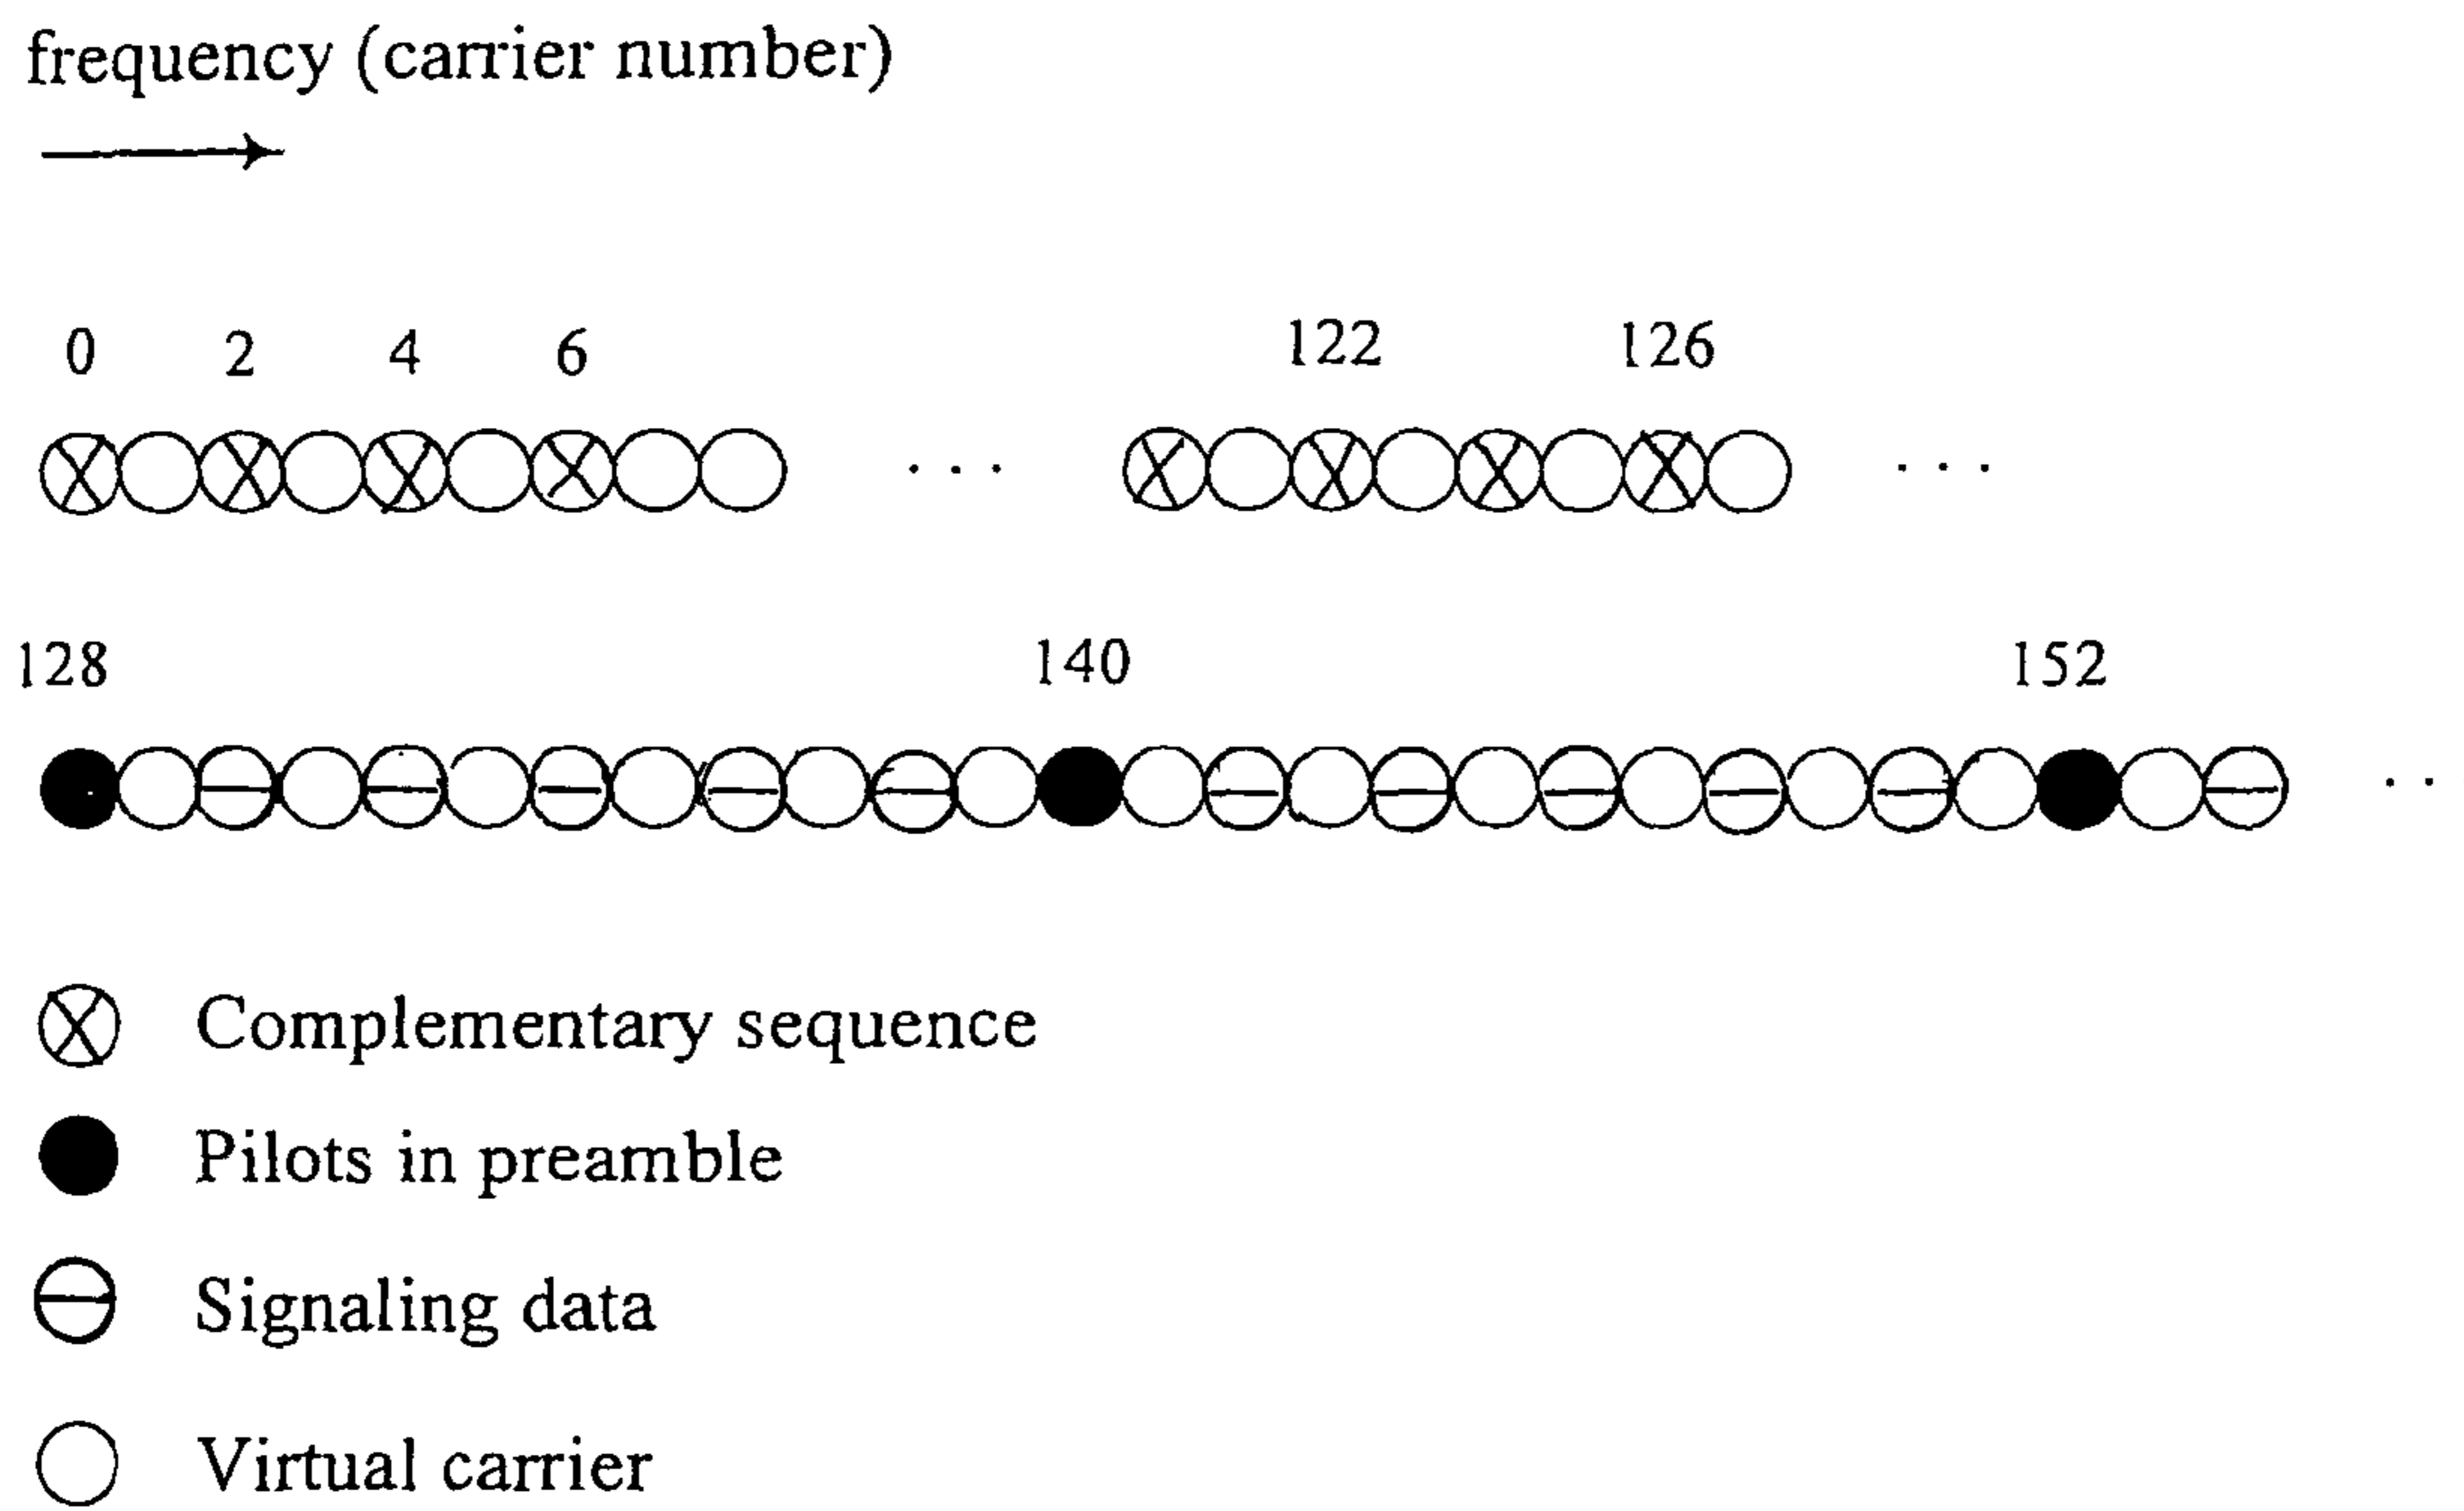 frequency (carrier number)
0 2 4 6 122 126
. . .
. . .
128 140 152
. .
Complementary sequence
Pilots in preamble
Signaling data
Virtual carrier